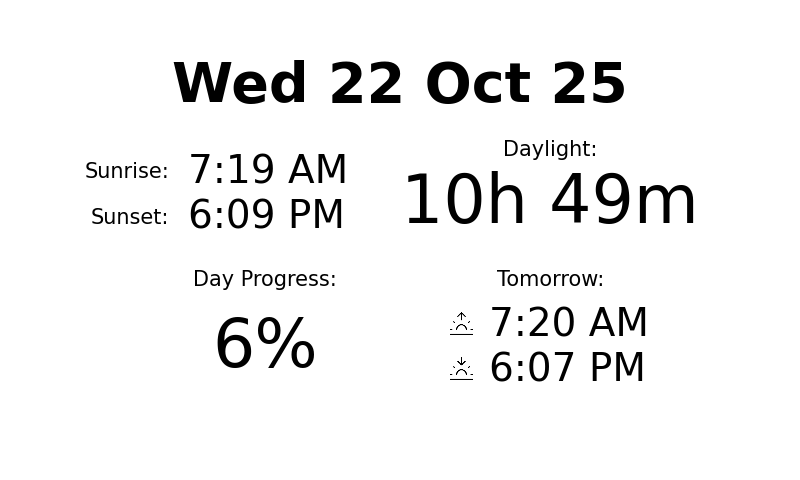 Wed 22 Oct 25
Sunrise: 7:19 AM
Sunset: 6:09 PM
Daylight:
10h 49m
Day Progress:
6%
Tomorrow:
7:20 AM
6:07 PM